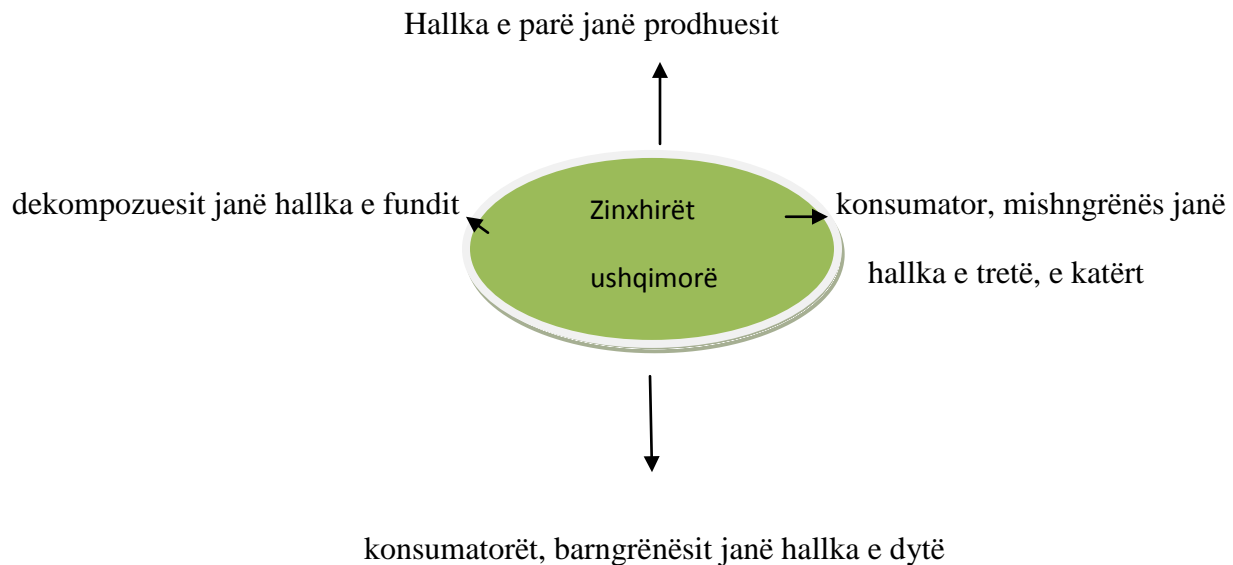 Hallka e parë janë prodhuesit
dekompozuesit janë hallka e fundit
Zinxhirët
ushqimorë
konsumator, mishngrënës janë
hallka e tretë, e katërt
konsumatorët, barngrënësit janë hallka e dytë